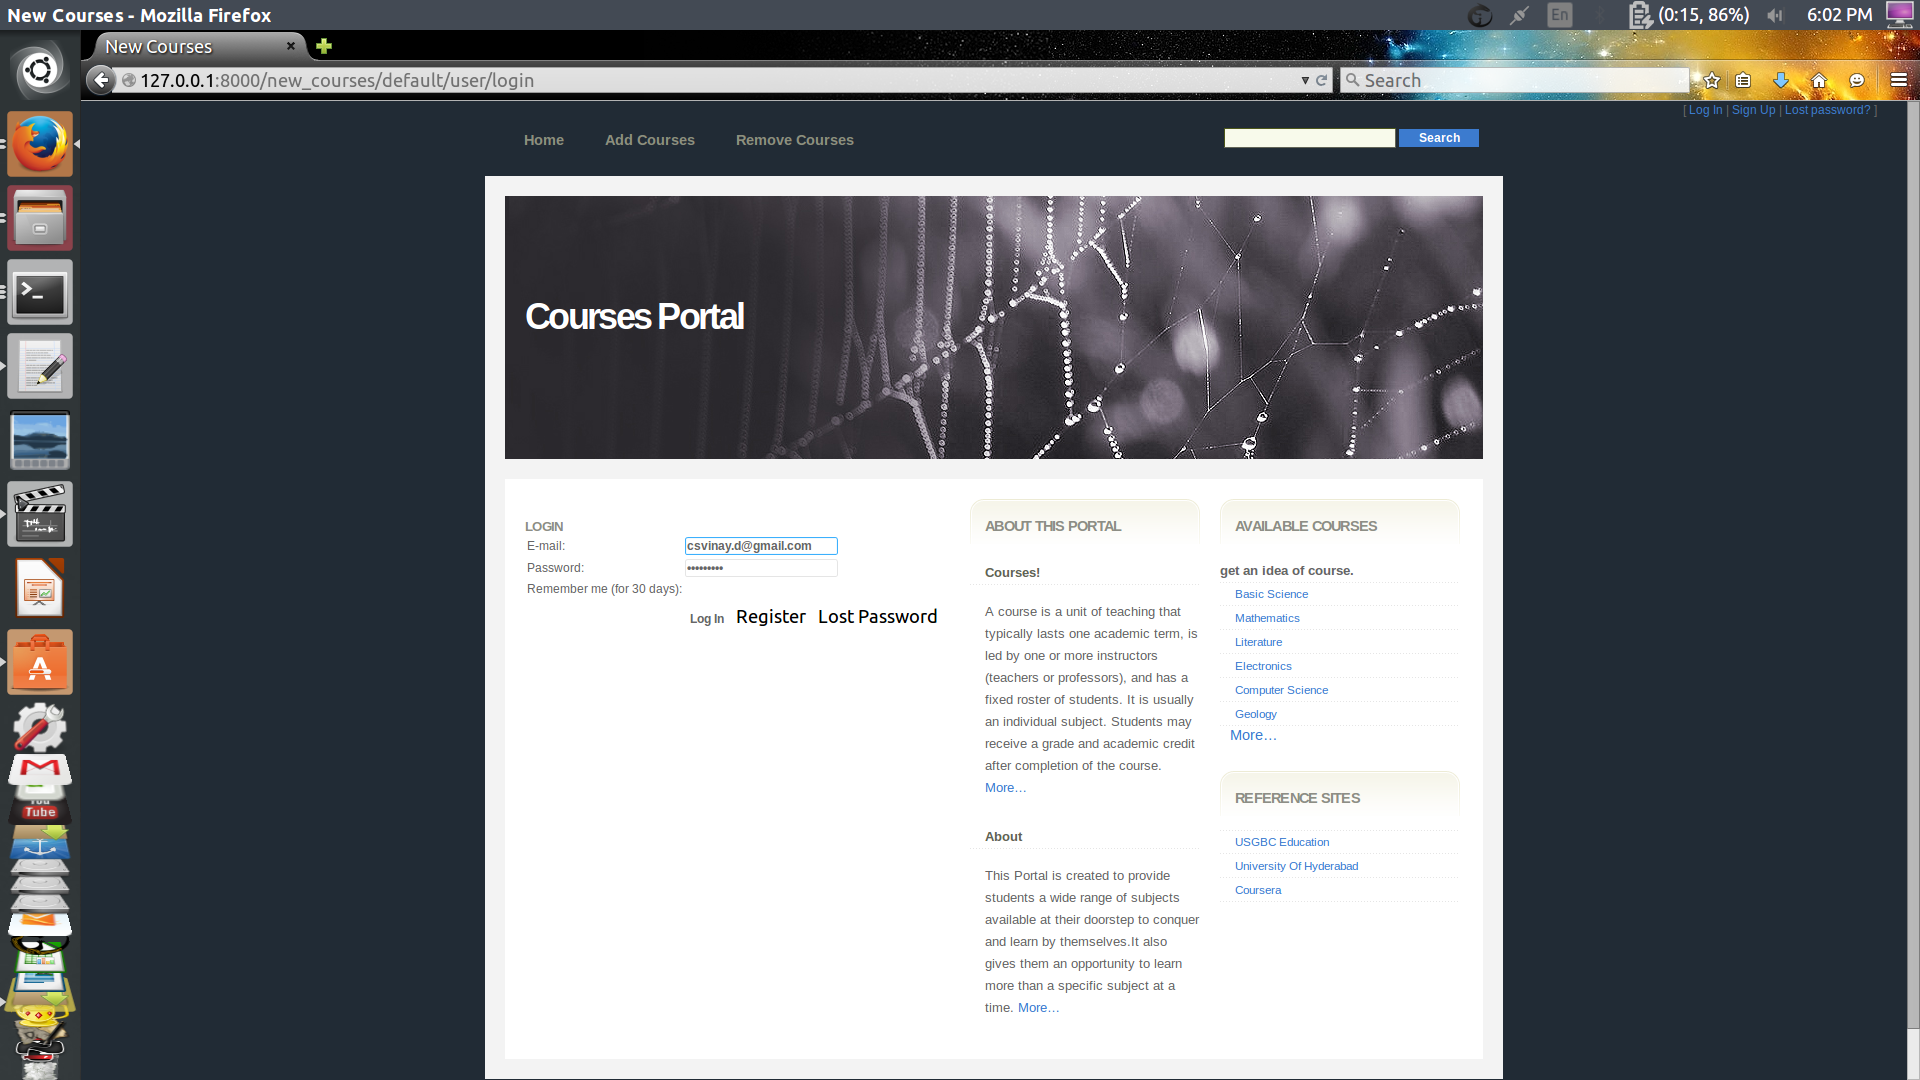 New Courses - Mozilla Firefox
En
(0:15, 86%)
6:02 PM
New Courses
127.0.0.1:8000/new_courses/default/user/login
Search
[ Log In | Sign Up | Lost password? ]
Home
Add Courses
Remove Courses
Search
Courses Portal
LOGIN
E-mail:
csvinay.d@gmail.com
Password:
•••••••••
Remember me (for 30 days):
Log In
Register
Lost Password
ABOUT THIS PORTAL
Courses!
A course is a unit of teaching that
typically lasts one academic term, is
led by one or more instructors
(teachers or professors), and has a
fixed roster of students. It is usually
an individual subject. Students may
receive a grade and academic credit
after completion of the course.
More…
About
This Portal is created to provide
students a wide range of subjects
available at their doorstep to conquer
and learn by themselves.It also
gives them an opportunity to learn
more than a specific subject at a
time. More…
AVAILABLE COURSES
get an idea of course.
Basic Science
Mathematics
Literature
Electronics
Computer Science
Geology
More…
REFERENCE SITES
USGBC Education
University Of Hyderabad
Coursera
You
Tube